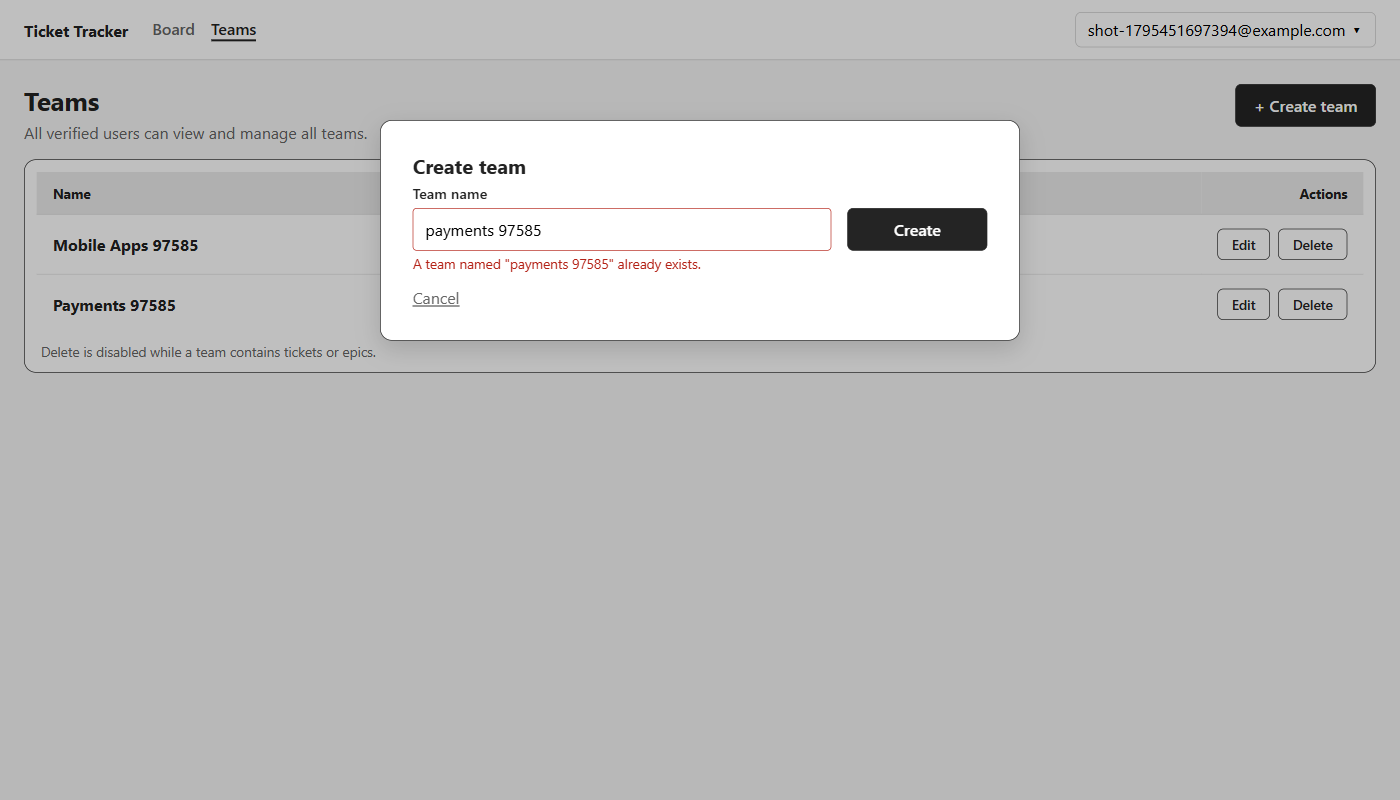 Ticket Tracker Board Teams shot-1795451697394@example.com ▾
Teams
+ Create team
All verified users can view and manage all teams.
Create team
Team name
payments 97585 Create
A team named "payments 97585" already exists.
Cancel
Name Actions
Mobile Apps 97585 Edit Delete
Payments 97585 Edit Delete
Delete is disabled while a team contains tickets or epics.